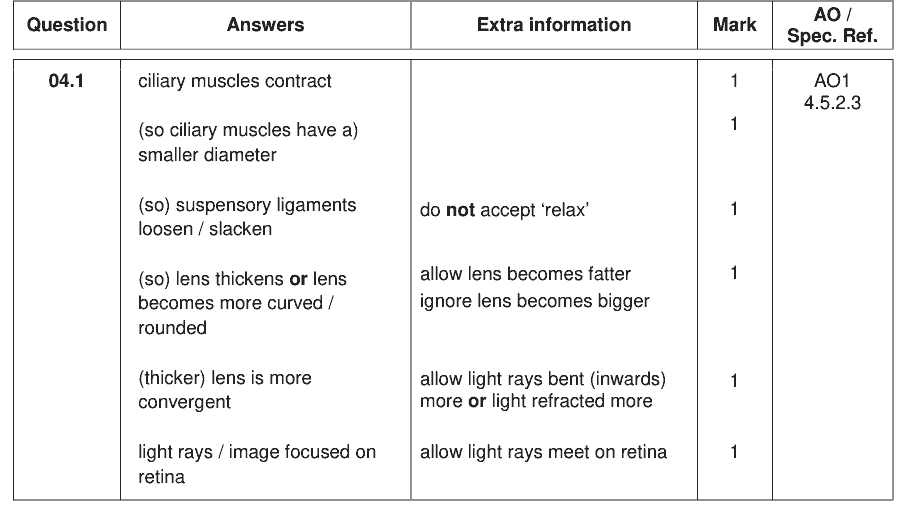 Question Answers Extra information Mark AO /
Spec. Ref.
04.1 ciliary muscles contract 1 AO1
4.5.2.3
(so ciliary muscles have a) 1
smaller diameter
(so) suspensory ligaments do not accept ‘relax’ 1
loosen / slacken
(so) lens thickens or lens allow lens becomes fatter 1
becomes more curved / ignore lens becomes bigger
rounded
(thicker) lens is more allow light rays bent (inwards) 1
convergent more or light refracted more
light rays / image focused on allow light rays meet on retina 1
retina